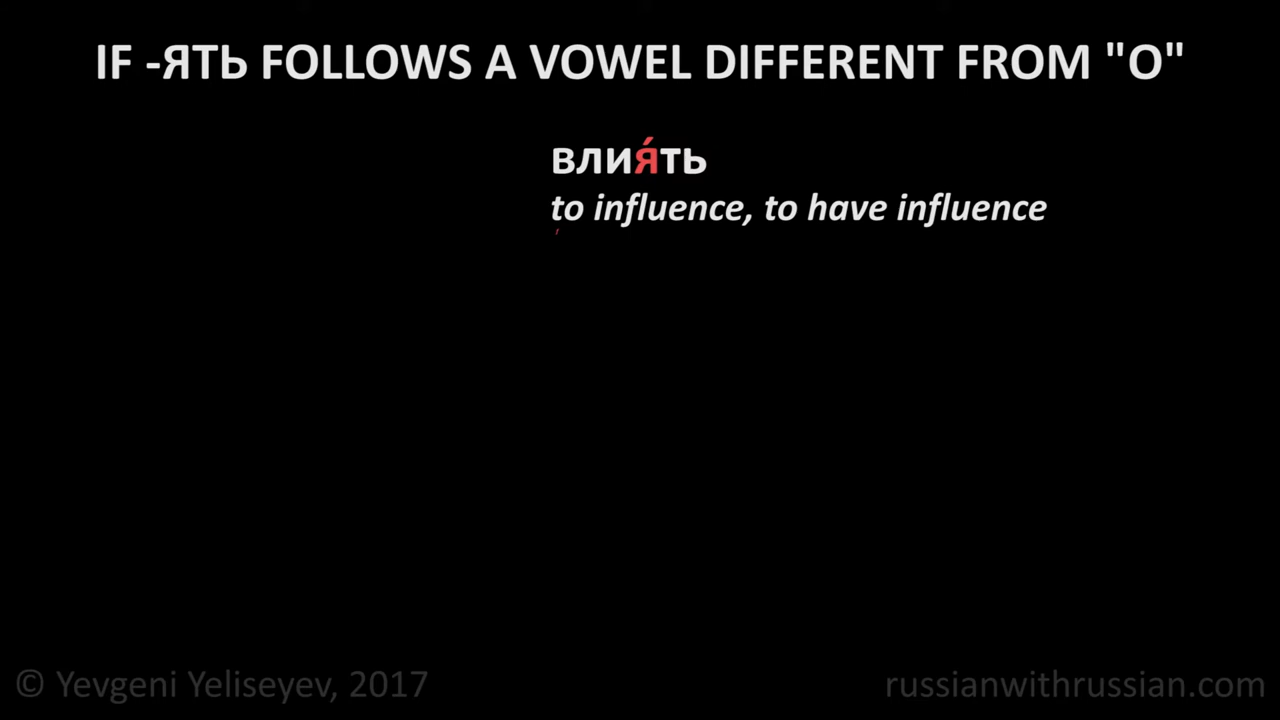 IF -ЯТЬ FOLLOWS A VOWEL DIFFERENT FROM "О"
влия́ть
to influence, to have influence
© Yevgeni Yeliseyev, 2017
russianwithrussian.com